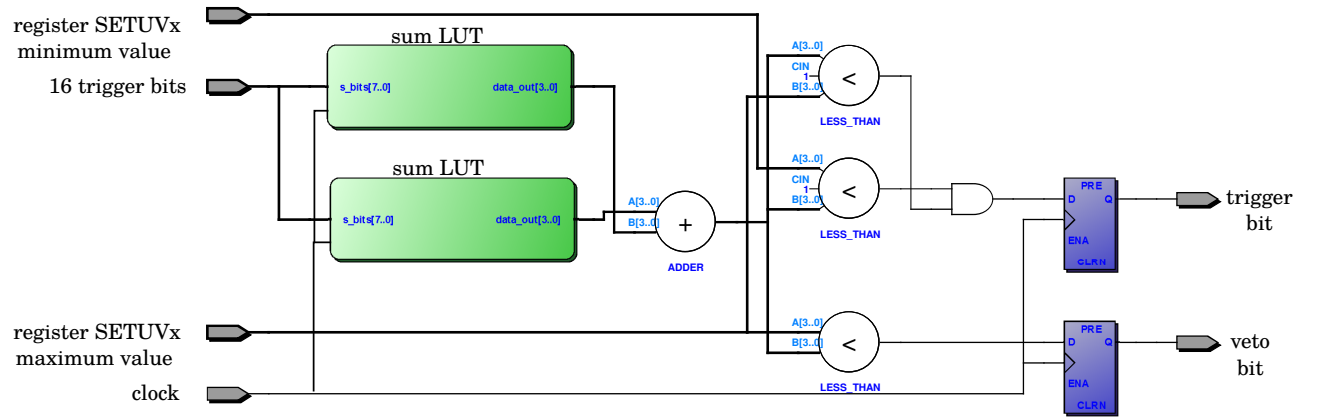 register SETUVx
minimum value
16 trigger bits
sum LUT
s_bits[7..0]
data_out[3..0]
sum LUT
s_bits[7..0]
data_out[3..0]
A[3..0]
B[3..0]
+
ADDER
A[3..0]
CIN
1
B[3..0]
<
LESS_THAN
A[3..0]
CIN
1
B[3..0]
<
LESS_THAN
A[3..0]
B[3..0]
<
LESS_THAN
PRE
D Q
ENA
CLRN
trigger
bit
PRE
D Q
ENA
CLRN
veto
bit
register SETUVx
maximum value
clock